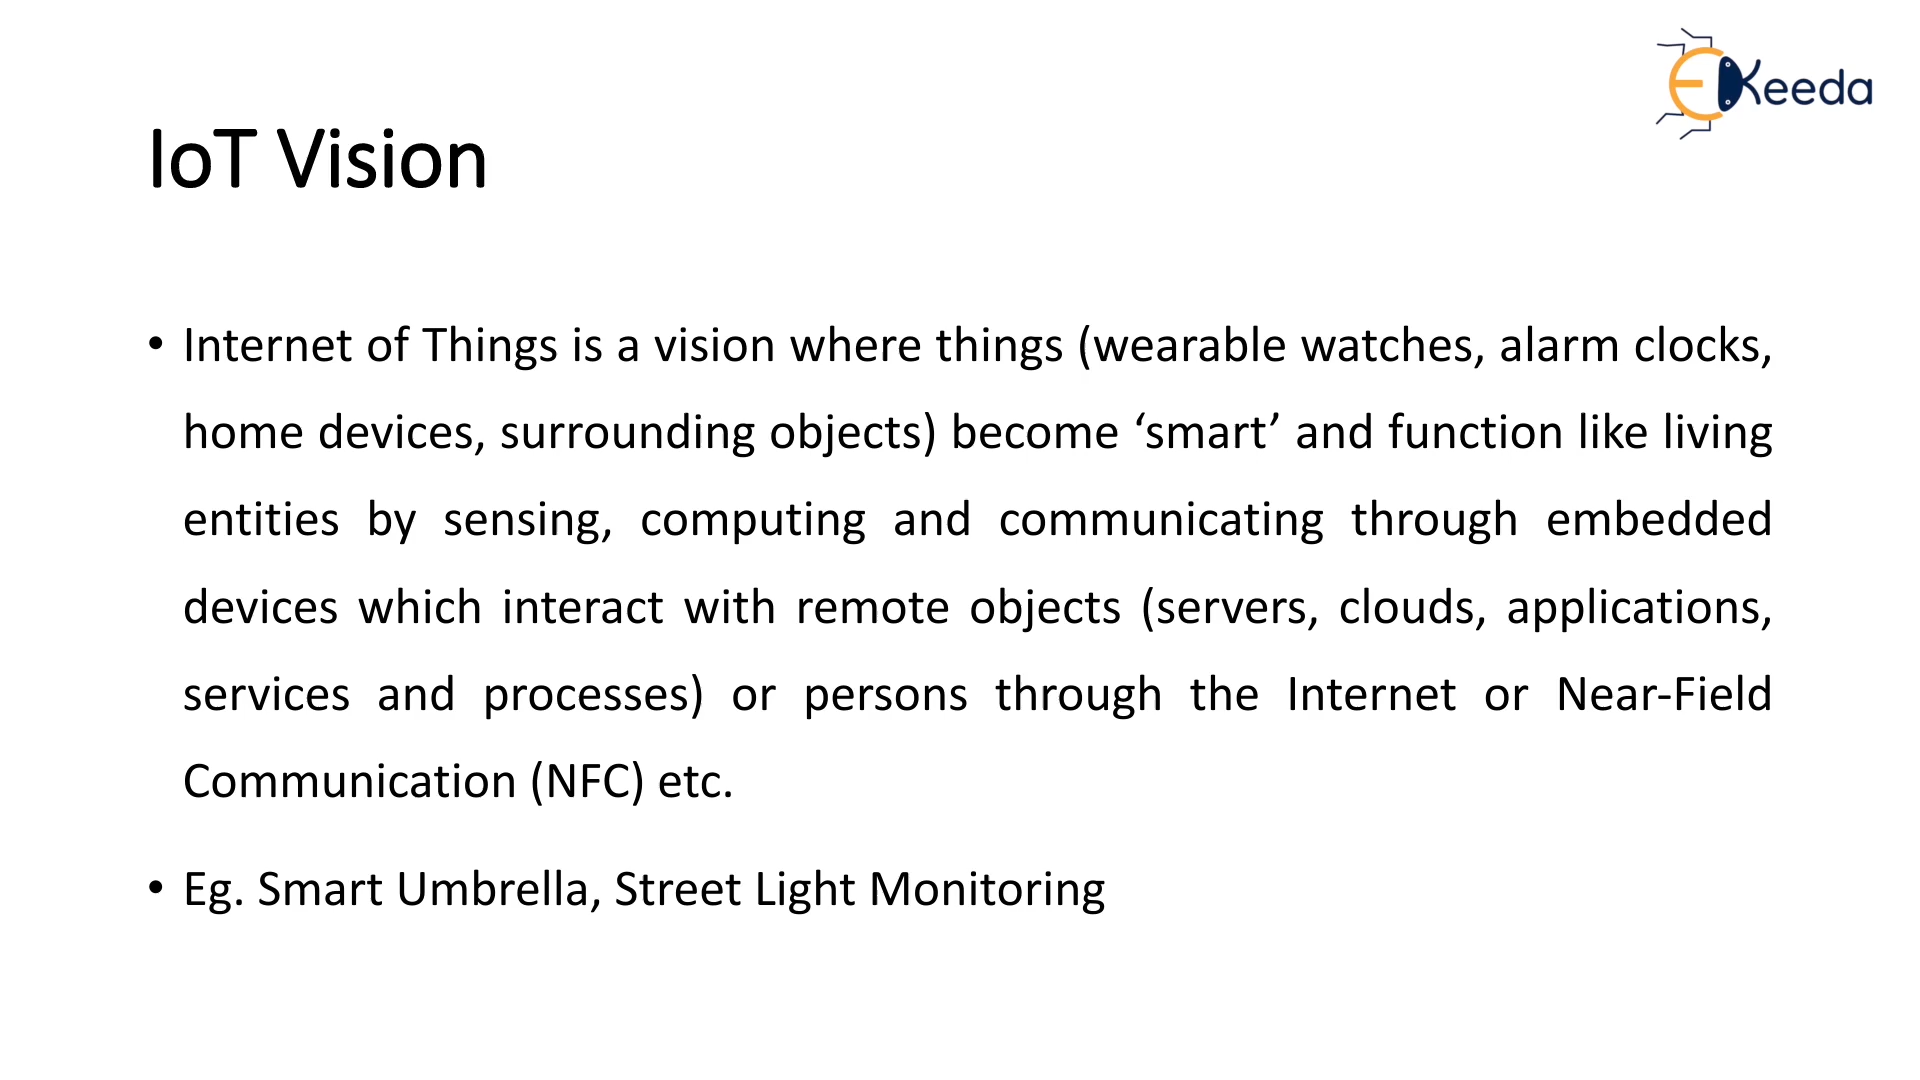 EKeeda
IoT Vision
• Internet of Things is a vision where things (wearable watches, alarm clocks,
home devices, surrounding objects) become ‘smart’ and function like living
entities by sensing, computing and communicating through embedded
devices which interact with remote objects (servers, clouds, applications,
services and processes) or persons through the Internet or Near-Field
Communication (NFC) etc.
• Eg. Smart Umbrella, Street Light Monitoring